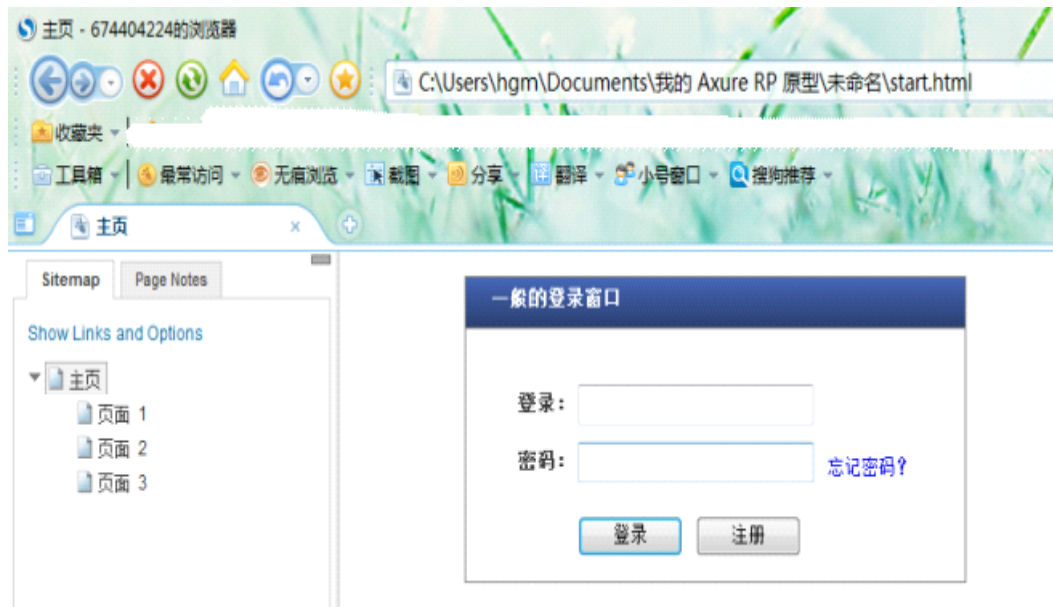 主页 - 674404224的浏览器
C:\Users\hgm\Documents\我的 Axure RP 原型\未命名\start.html
收藏夹
工具箱 最常访问 无痕浏览 截图 分享 译 翻译 小号窗口 搜狗推荐
主页
Sitemap Page Notes
Show Links and Options
主页
页面 1
页面 2
页面 3
一般的登录窗口
登录：
密码： 忘记密码？
登录 注册